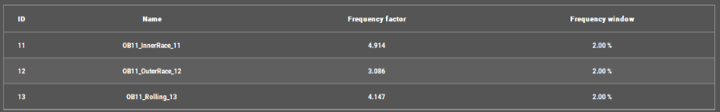 ID Name Frequency factor Frequency window
11 OB11_InnerRace_11 4.914 2.00 %
12 OB11_OuterRace_12 3.086 2.00 %
13 OB11_Rolling_13 4.147 2.00 %